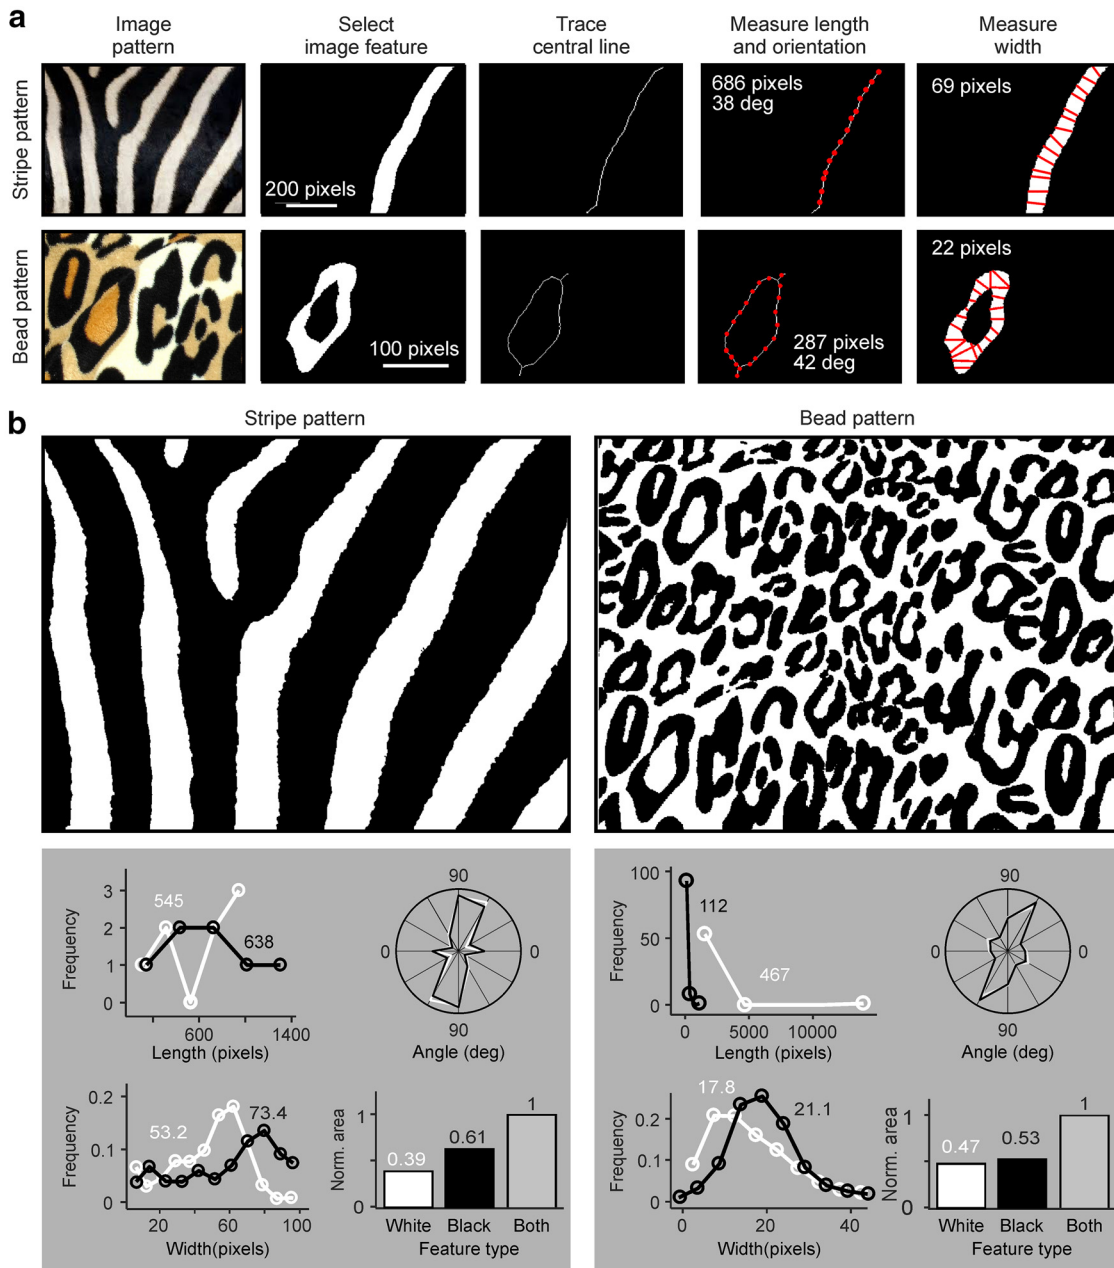 a
Image pattern
Select image feature
Trace central line
Measure length and orientation
Measure width
Stripe pattern
200 pixels
686 pixels
38 deg
69 pixels
Bead pattern
100 pixels
287 pixels
42 deg
22 pixels
b
Stripe pattern
Bead pattern
Frequency
3
2
1
0
545
638
600
1400
Length (pixels)
90
0
0
90
Angle (deg)
Frequency
100
50
0
112
467
0
5000
10000
Length (pixels)
90
0
0
90
Angle (deg)
Frequency
0.2
0.1
0
53.2
73.4
20
60
100
Width(pixels)
Norm. area
1
0
0.39
0.61
1
White
Black
Both
Feature type
Frequency
0.2
0.1
0
17.8
21.1
0
20
40
Width(pixels)
Norm. area
1
0
0.47
0.53
1
White
Black
Both
Feature type